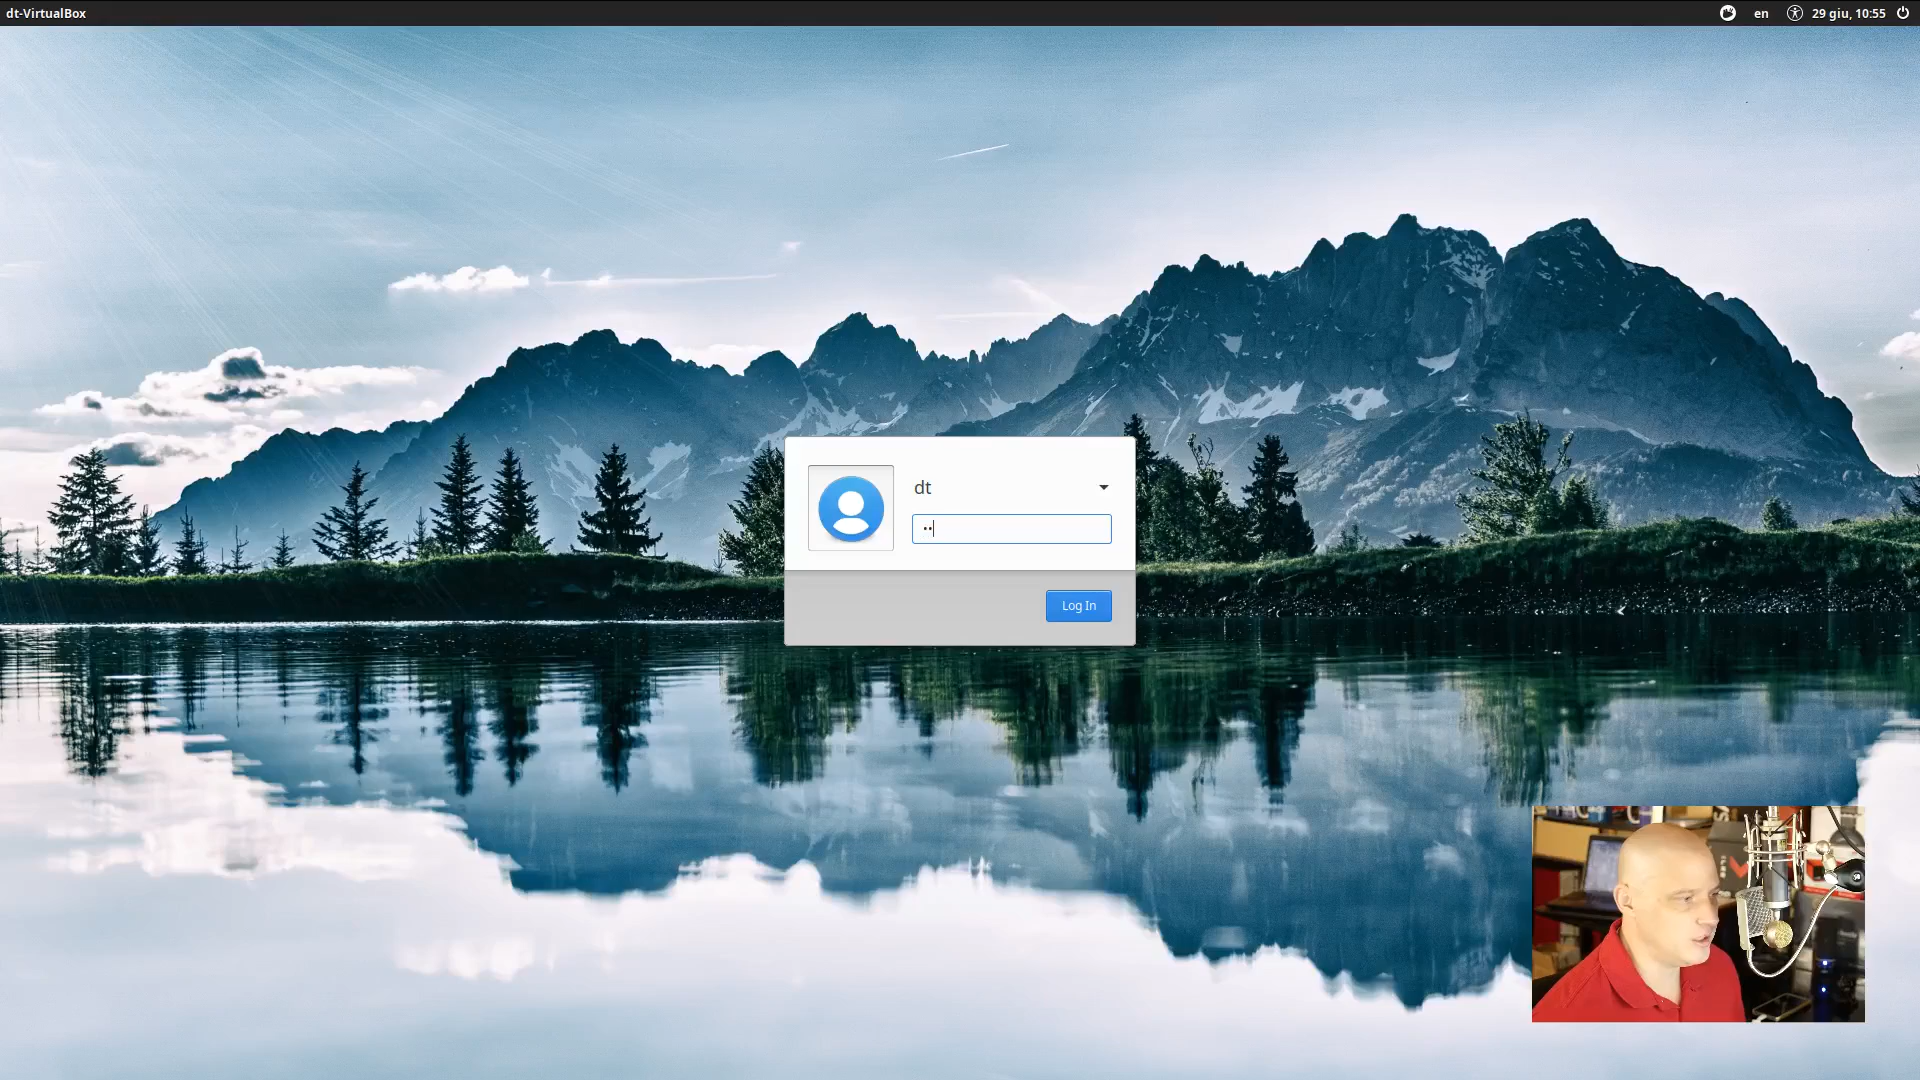 dt-VirtualBox
en
29 giu, 10:55
dt
••
Log In